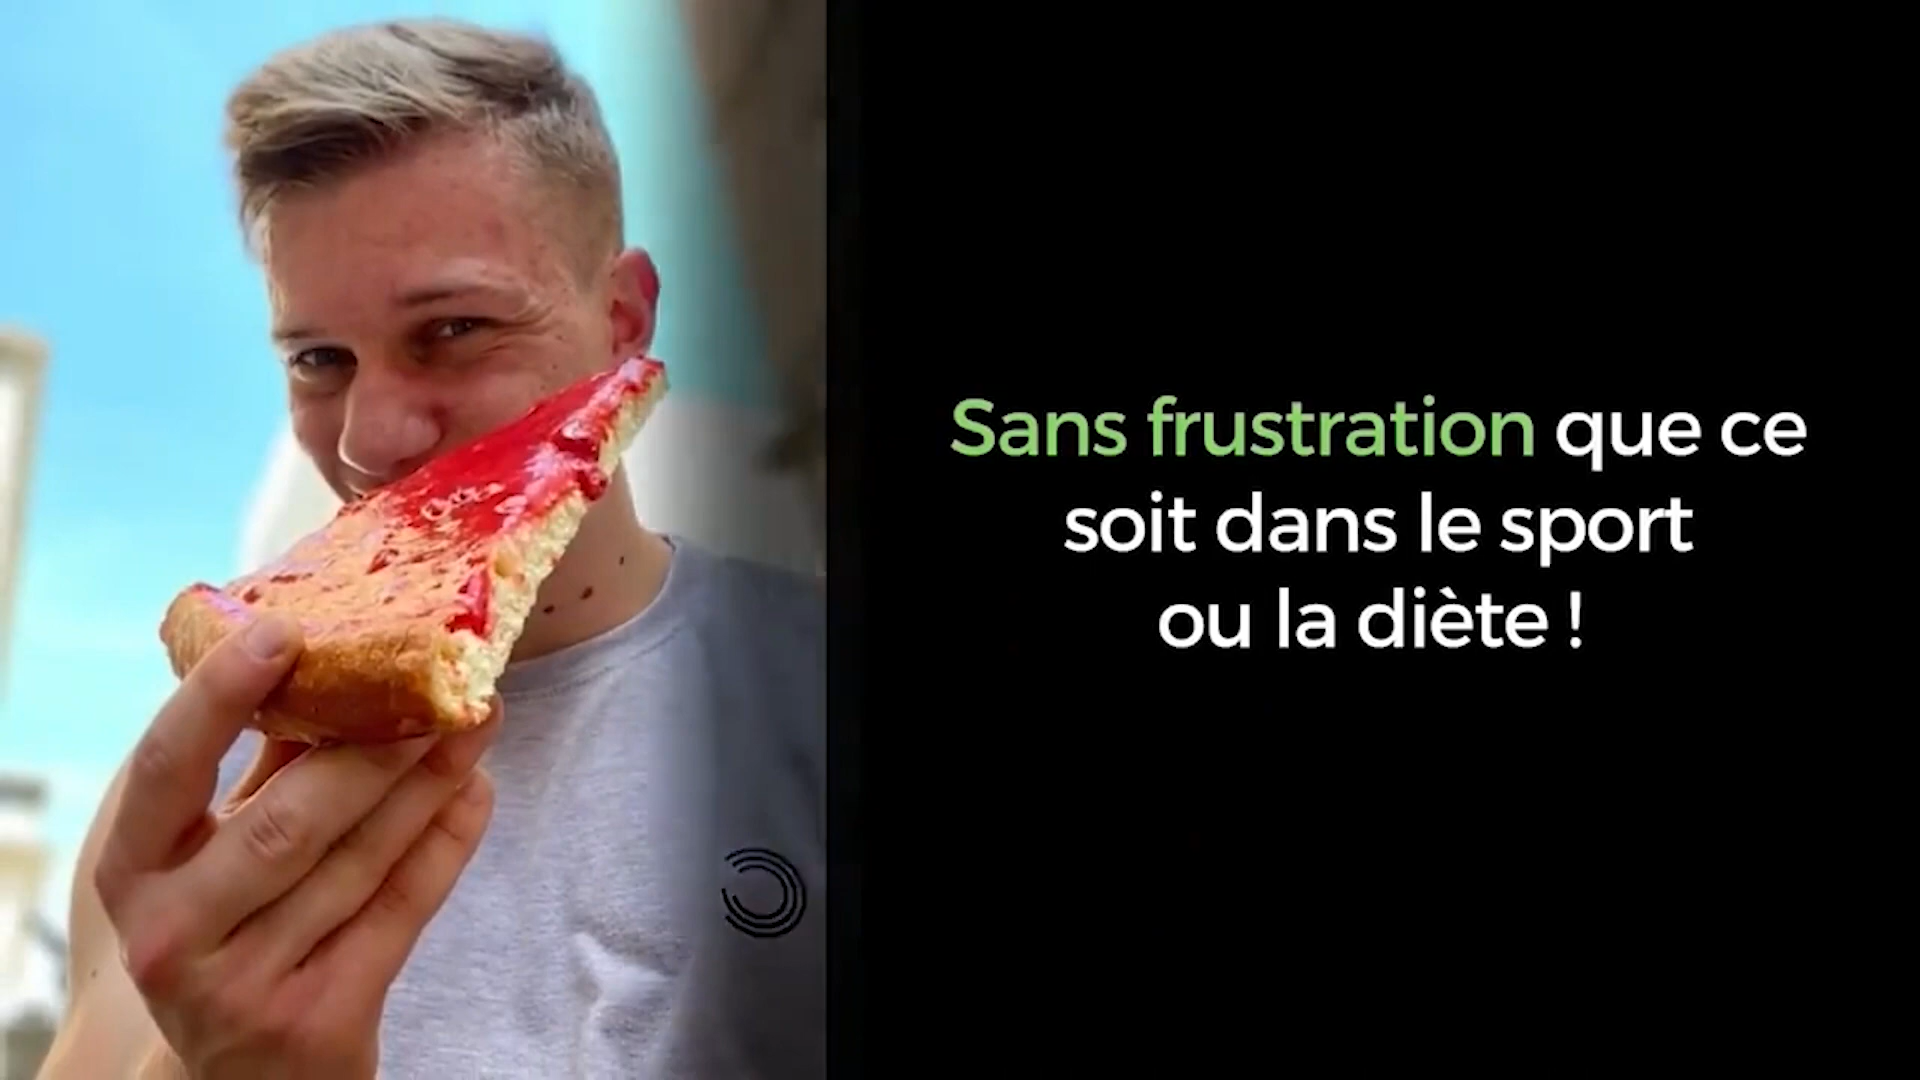 Sans frustration que ce
soit dans le sport
ou la diète !